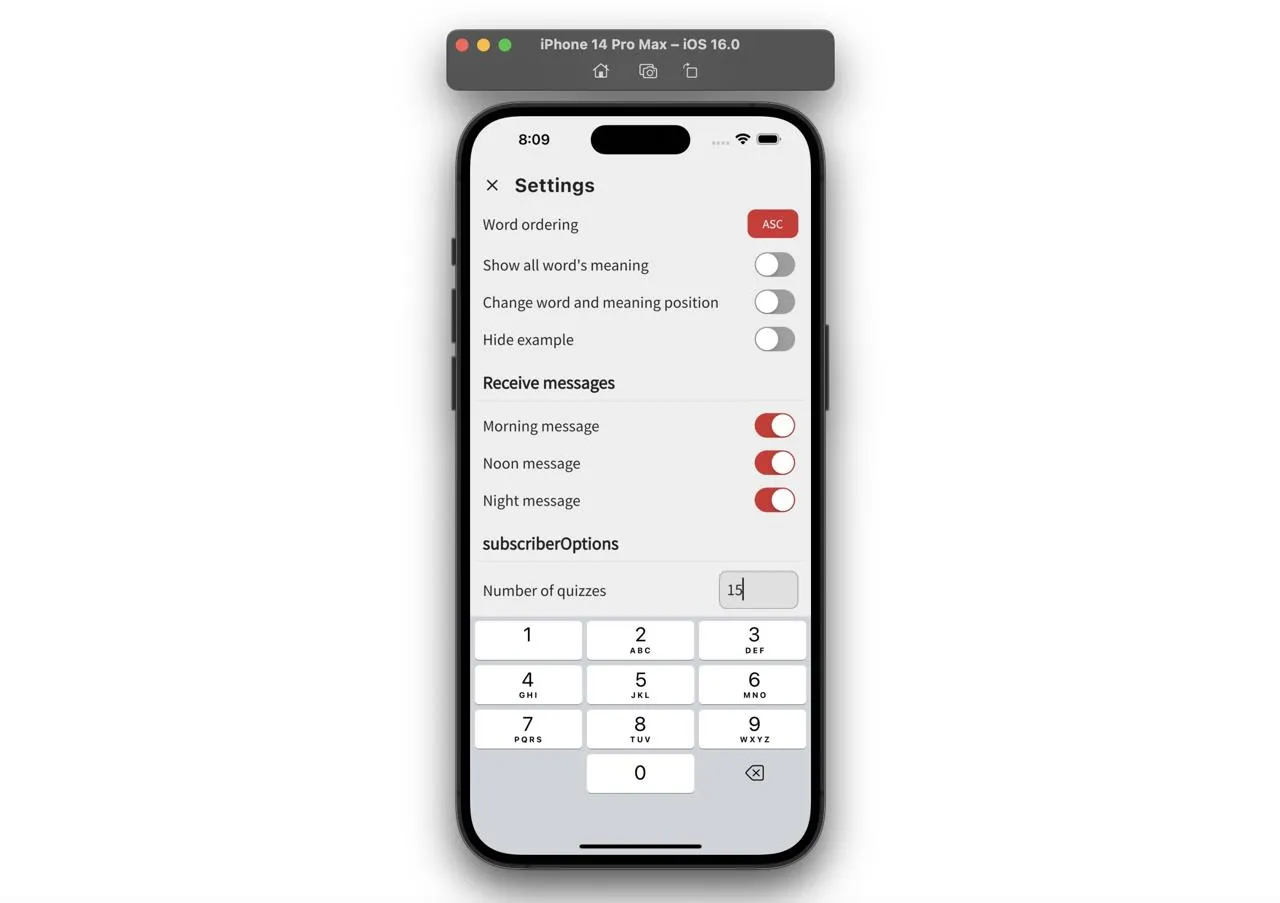 iPhone 14 Pro Max – iOS 16.0
8:09
Settings
Word ordering ASC
Show all word's meaning
Change word and meaning position
Hide example
Receive messages
Morning message
Noon message
Night message
subscriberOptions
Number of quizzes 15
1 2 3
ABC DEF
4 5 6
GHI JKL MNO
7 8 9
PQRS TUV WXYZ
0